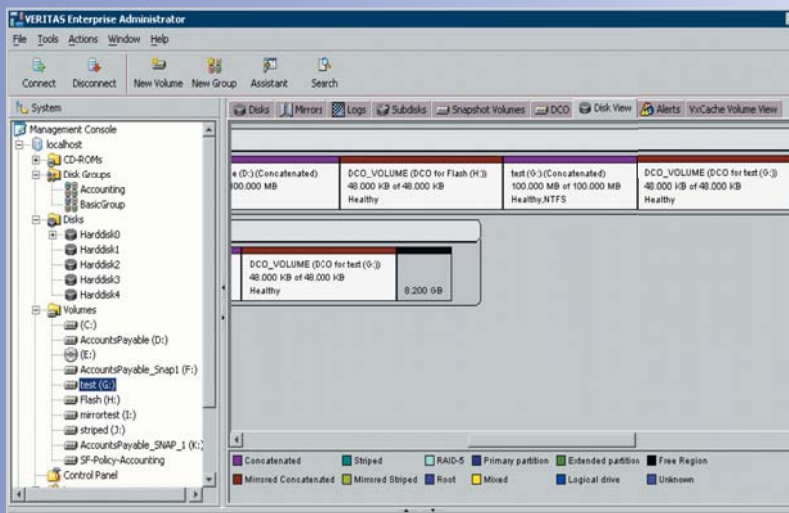 VERITAS Enterprise Administrator
File Tools Actions Window Help
Connect Disconnect New Volume New Group Assistant Search
System
Disks Mirrors Logs Subdisks Snapshot Volumes DCO Disk View Alerts VxCache Volume View
Management Console
localhost
CD-ROMs
Disk Groups
Accounting
BasicGroup
Disks
Harddisk0
Harddisk1
Harddisk2
Harddisk3
Harddisk4
Volumes
(C:)
AccountsPayable (D:)
(E:)
AccountsPayable_Snap1 (F:)
test (G:)
Flash (H:)
mirrortest (I:)
striped (J:)
AccountsPayable_SNAP_1 (K:)
SF-Policy-Accounting
Control Panel
e (D:) (Concatenated)
100.000 MB
DCO_VOLUME (DCO for Flash (H:))
48.000 KB of 48.000 KB
Healthy
test (G:) (Concatenated)
100.000 MB of 100.000 MB
Healthy,NTFS
DCO_VOLUME (DCO for test (G:))
48.000 KB of 48.000 KB
Healthy
DCO_VOLUME (DCO for test (G:))
48.000 KB of 48.000 KB
Healthy
8.200 GB
Concatenated Striped RAID-5 Primary partition Extended partition Free Region
Mirrored Concatenated Mirrored Striped Root Mixed Logical drive Unknown